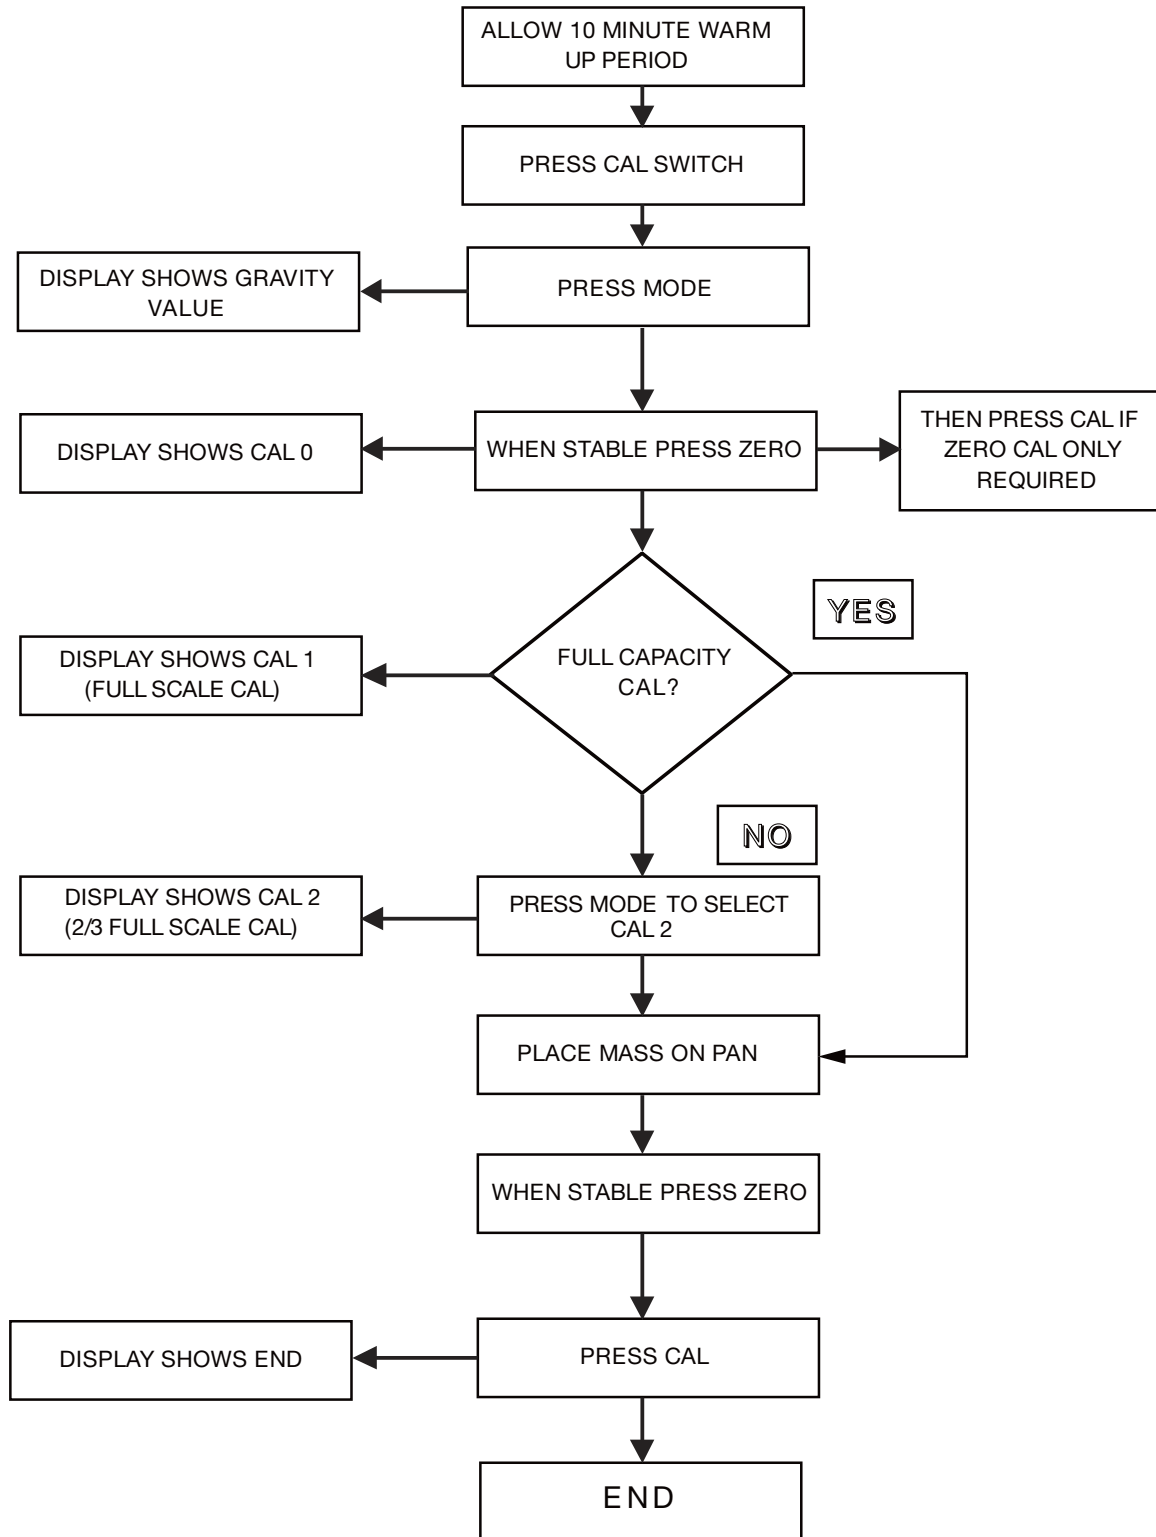 ALLOW 10 MINUTE WARM
UP PERIOD
PRESS CAL SWITCH
DISPLAY SHOWS GRAVITY
VALUE
PRESS MODE
DISPLAY SHOWS CAL 0
WHEN STABLE PRESS ZERO
THEN PRESS CAL IF
ZERO CAL ONLY
REQUIRED
YES
DISPLAY SHOWS CAL 1
(FULL SCALE CAL)
FULL CAPACITY
CAL?
NO
DISPLAY SHOWS CAL 2
(2/3 FULL SCALE CAL)
PRESS MODE TO SELECT
CAL 2
PLACE MASS ON PAN
WHEN STABLE PRESS ZERO
DISPLAY SHOWS END
PRESS CAL
END